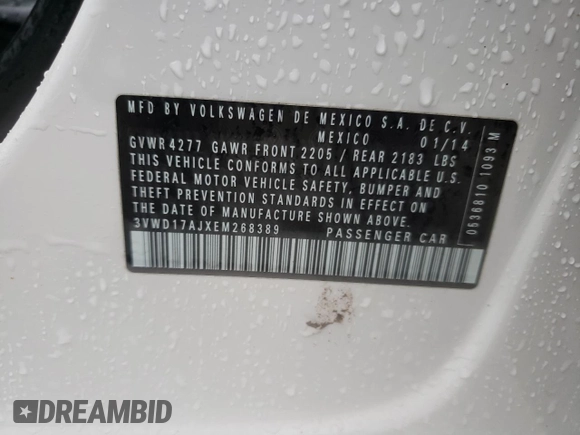 MFD BY VOLKSWAGEN DE MEXICO S.A. DE C.V.
MEXICO 01/14
GVWR 4277 GAWR FRONT 2205 / REAR 2183 LBS
THIS VEHICLE CONFORMS TO ALL APPLICABLE U.S.
FEDERAL MOTOR VEHICLE SAFETY, BUMPER AND
THEFT PREVENTION STANDARDS IN EFFECT ON
THE DATE OF MANUFACTURE SHOWN ABOVE.
3VWD17AJXEM268389 PASSENGER CAR
0536810 1093 M
DREAMBID